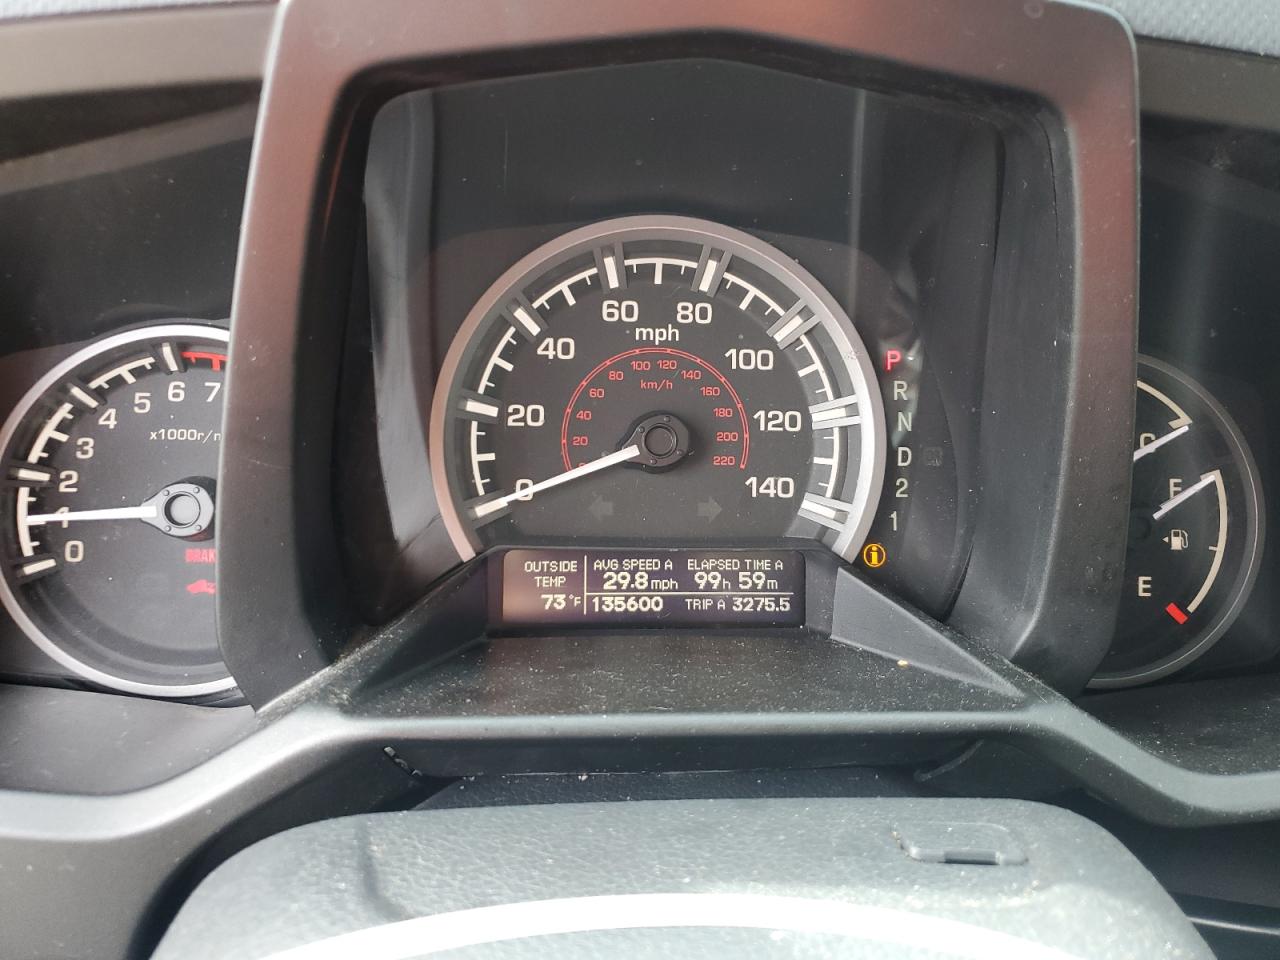 0
1
2
3
4
5
6
7
x1000r/m
BRAK
0
20
40
60
80
100
120
140
mph
20
40
60
80
100
120
140
160
180
200
220
km/h
P
R
N
D
2
1
i
OUTSIDE TEMP
73°F
AVG SPEED A
29.8mph
ELAPSED TIME A
99h 59m
135600
TRIP A 3275.5
C
F
E